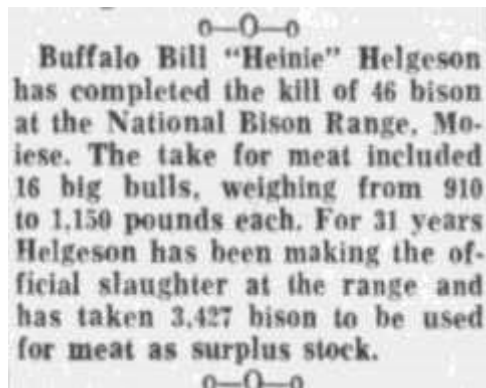 o—O—o
Buffalo Bill "Heinie" Helgeson
has completed the kill of 46 bison
at the National Bison Range, Mo-
iese. The take for meat included
16 big bulls, weighing from 910
to 1,150 pounds each. For 31 years
Helgeson has been making the of-
ficial slaughter at the range and
has taken 3,427 bison to be used
for meat as surplus stock.
o—O—o